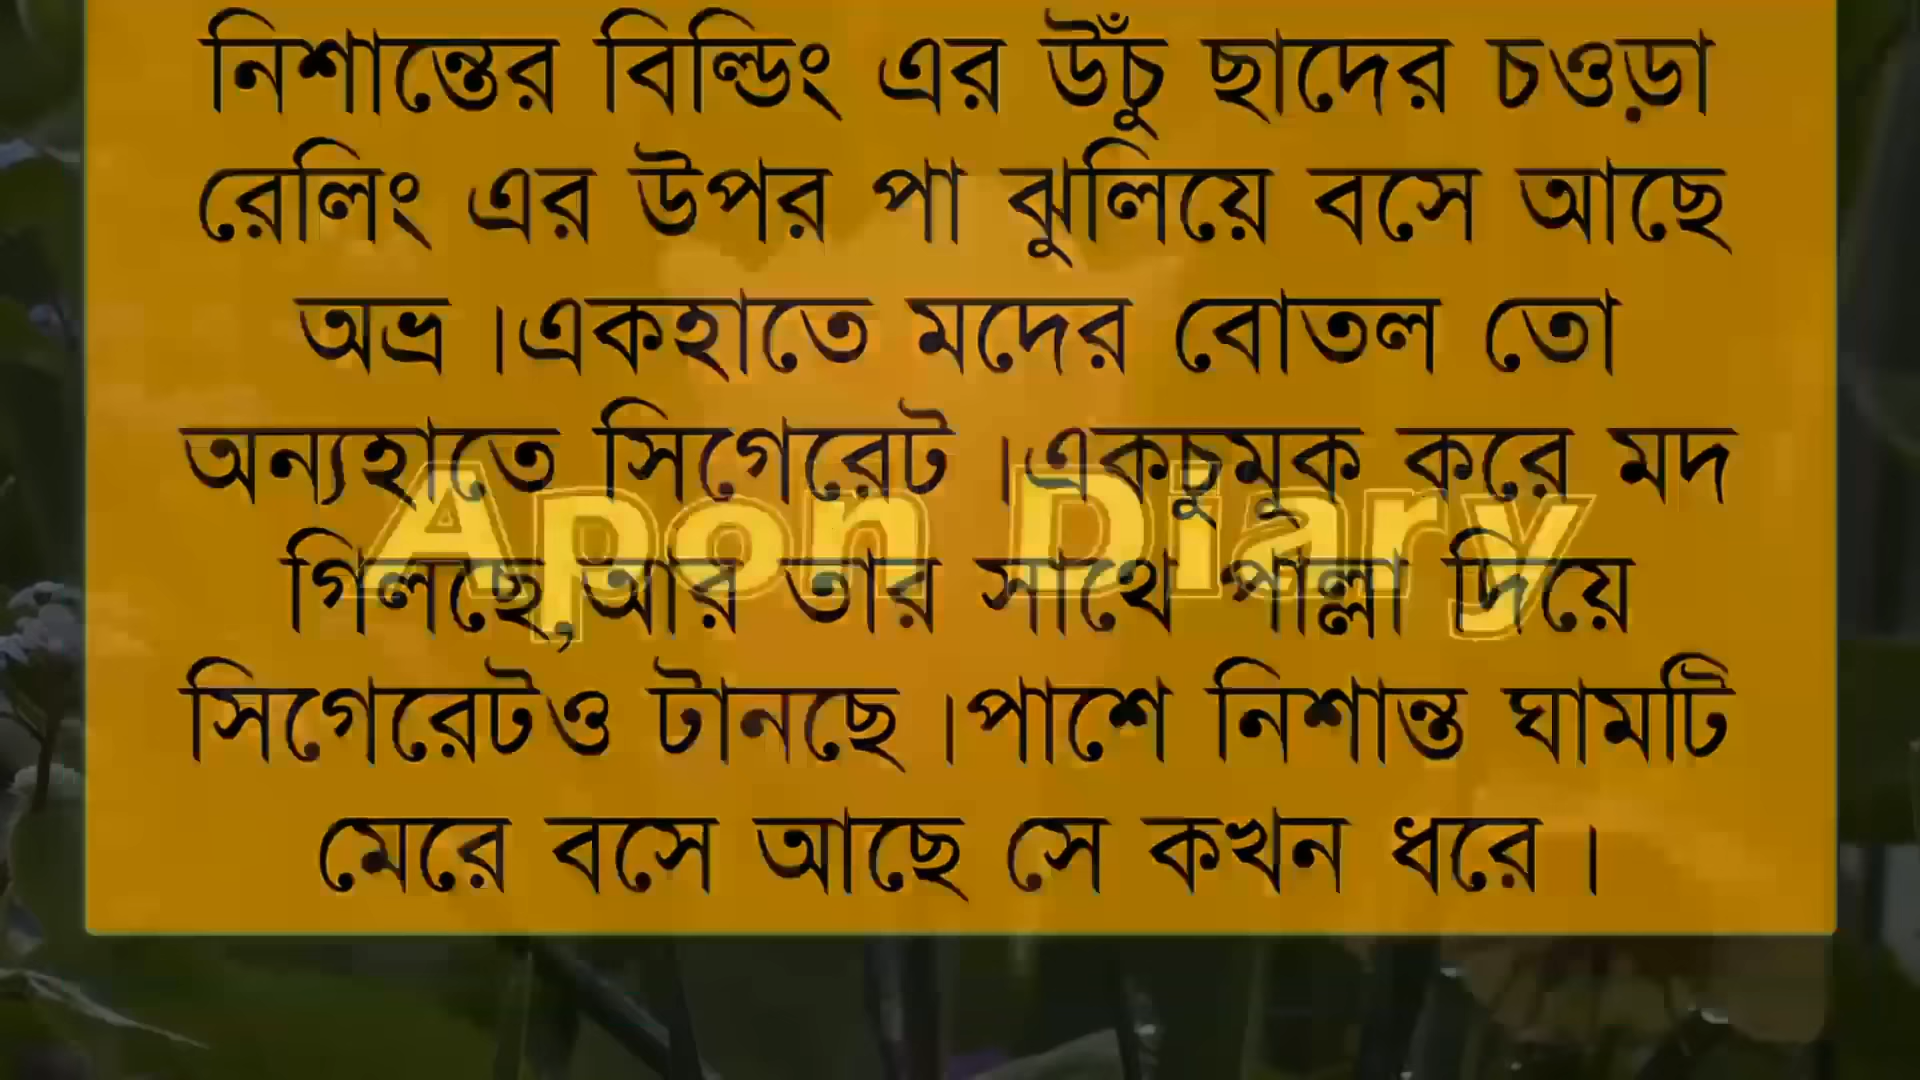 নিশান্তের বিল্ডিং এর উঁচু ছাদের চওড়া
রেলিং এর উপর পা ঝুলিয়ে বসে আছে
অভ্র ।একহাতে মদের বোতল তো
অন্যহাতে সিগেরেট ।একচুমুক করে মদ
গিলছে,আর তার সাথে পাল্লা দিয়ে
Apon Diary
সিগেরেটও টানছে ।পাশে নিশান্ত ঘামটি
মেরে বসে আছে সে কখন ধরে ।